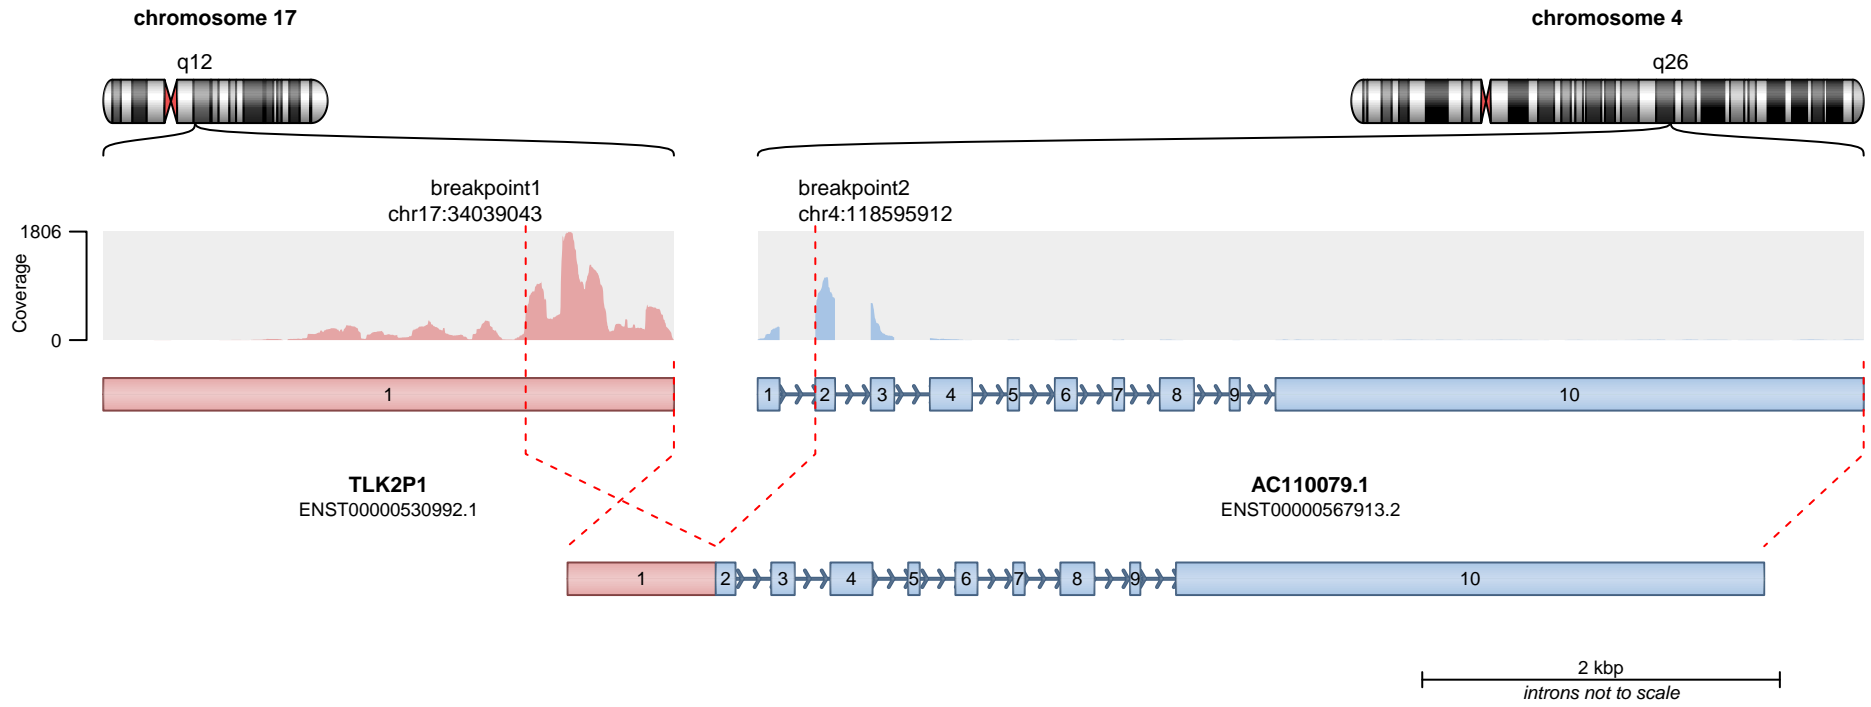 chromosome 17
chromosome 4
q12
q26
breakpoint1
chr17:34039043
breakpoint2
chr4:118595912
1806
Coverage
0
1
1 2 3 4 5 6 7 8 9 10
TLK2P1
ENST00000530992.1
AC110079.1
ENST00000567913.2
1 2 3 4 5 6 7 8 9 10
2 kbp
introns not to scale